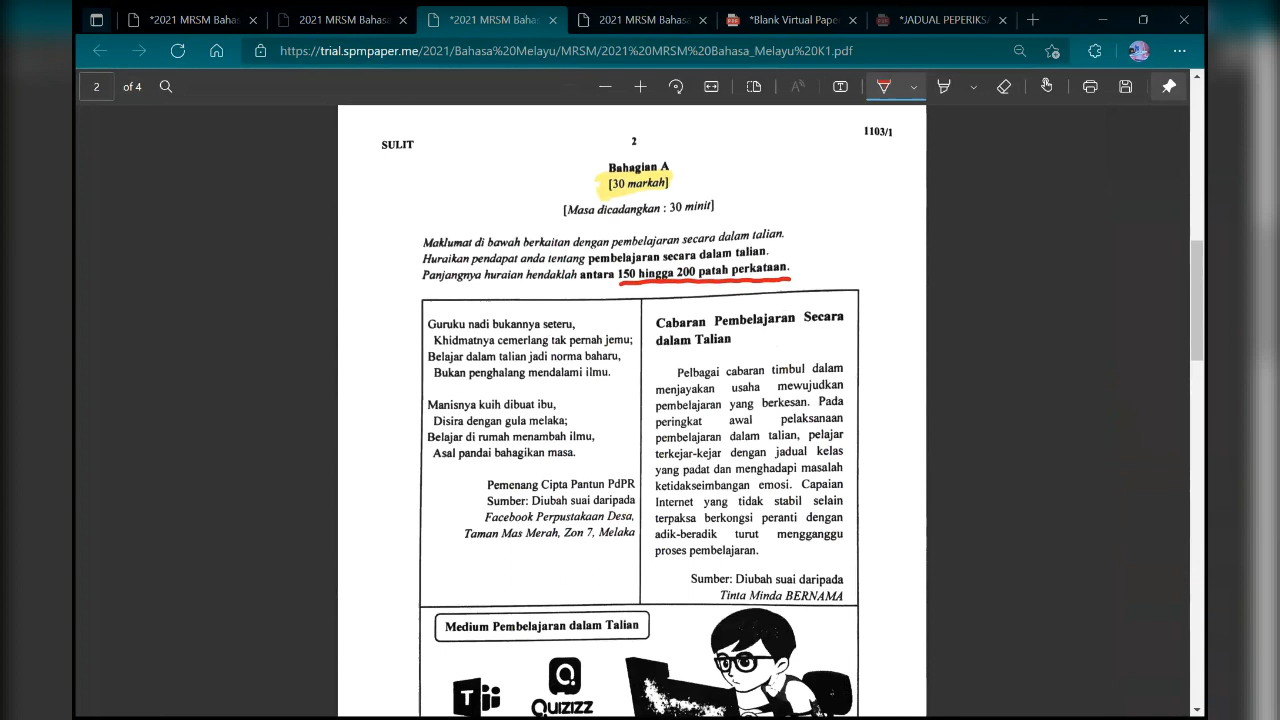 *2021 MRSM Bahas
2021 MRSM Bahasa
*2021 MRSM Bahas
2021 MRSM Bahasa
*Blank Virtual Pape
*JADUAL PEPERIKSA
https://trial.spmpaper.me/2021/Bahasa%20Melayu/MRSM/2021%20MRSM%20Bahasa_Melayu%20K1.pdf
2 of 4
SULIT
2
1103/1
Bahagian A
[30 markah]
[Masa dicadangkan : 30 minit]
Maklumat di bawah berkaitan dengan pembelajaran secara dalam talian.
Huraikan pendapat anda tentang pembelajaran secara dalam talian.
Panjangnya huraian hendaklah antara 150 hingga 200 patah perkataan.
Guruku nadi bukannya seteru,
Khidmatnya cemerlang tak pernah jemu;
Belajar dalam talian jadi norma baharu,
Bukan penghalang mendalami ilmu.
Manisnya kuih dibuat ibu,
Disira dengan gula melaka;
Belajar di rumah menambah ilmu,
Asal pandai bahagikan masa.
Pemenang Cipta Pantun PdPR
Sumber: Diubah suai daripada
Facebook Perpustakaan Desa,
Taman Mas Merah, Zon 7, Melaka
Cabaran Pembelajaran Secara
dalam Talian
Pelbagai cabaran timbul dalam
menjayakan usaha mewujudkan
pembelajaran yang berkesan. Pada
peringkat awal pelaksanaan
pembelajaran dalam talian, pelajar
terkejar-kejar dengan jadual kelas
yang padat dan menghadapi masalah
ketidakseimbangan emosi. Capaian
Internet yang tidak stabil selain
terpaksa berkongsi peranti dengan
adik-beradik turut mengganggu
proses pembelajaran.
Sumber: Diubah suai daripada
Tinta Minda BERNAMA
Medium Pembelajaran dalam Talian
T
Q
QUIZIZZ